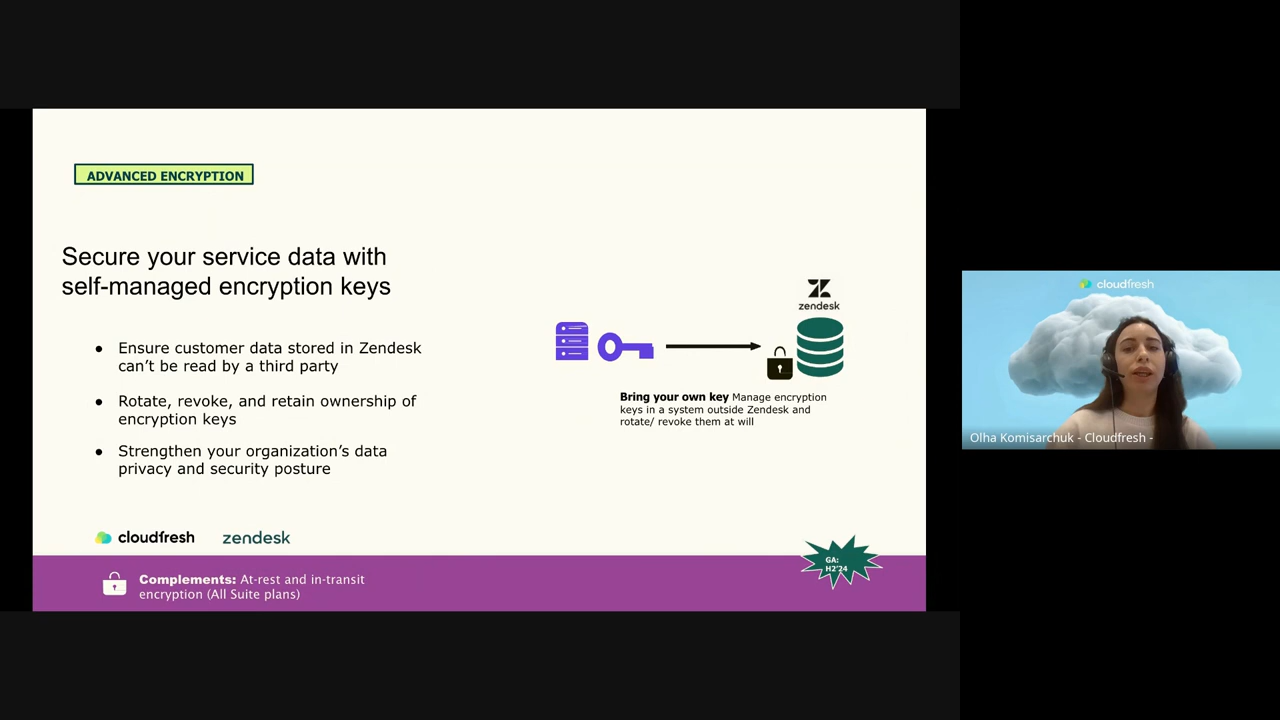 ADVANCED ENCRYPTION
Secure your service data with
self-managed encryption keys
● Ensure customer data stored in Zendesk
can’t be read by a third party
● Rotate, revoke, and retain ownership of
encryption keys
● Strengthen your organization’s data
privacy and security posture
zendesk
Bring your own key Manage encryption
keys in a system outside Zendesk and
rotate/ revoke them at will
cloudfresh zendesk
Complements: At-rest and in-transit
encryption (All Suite plans)
GA:
H2'24
cloudfresh
Olha Komisarchuk - Cloudfresh -